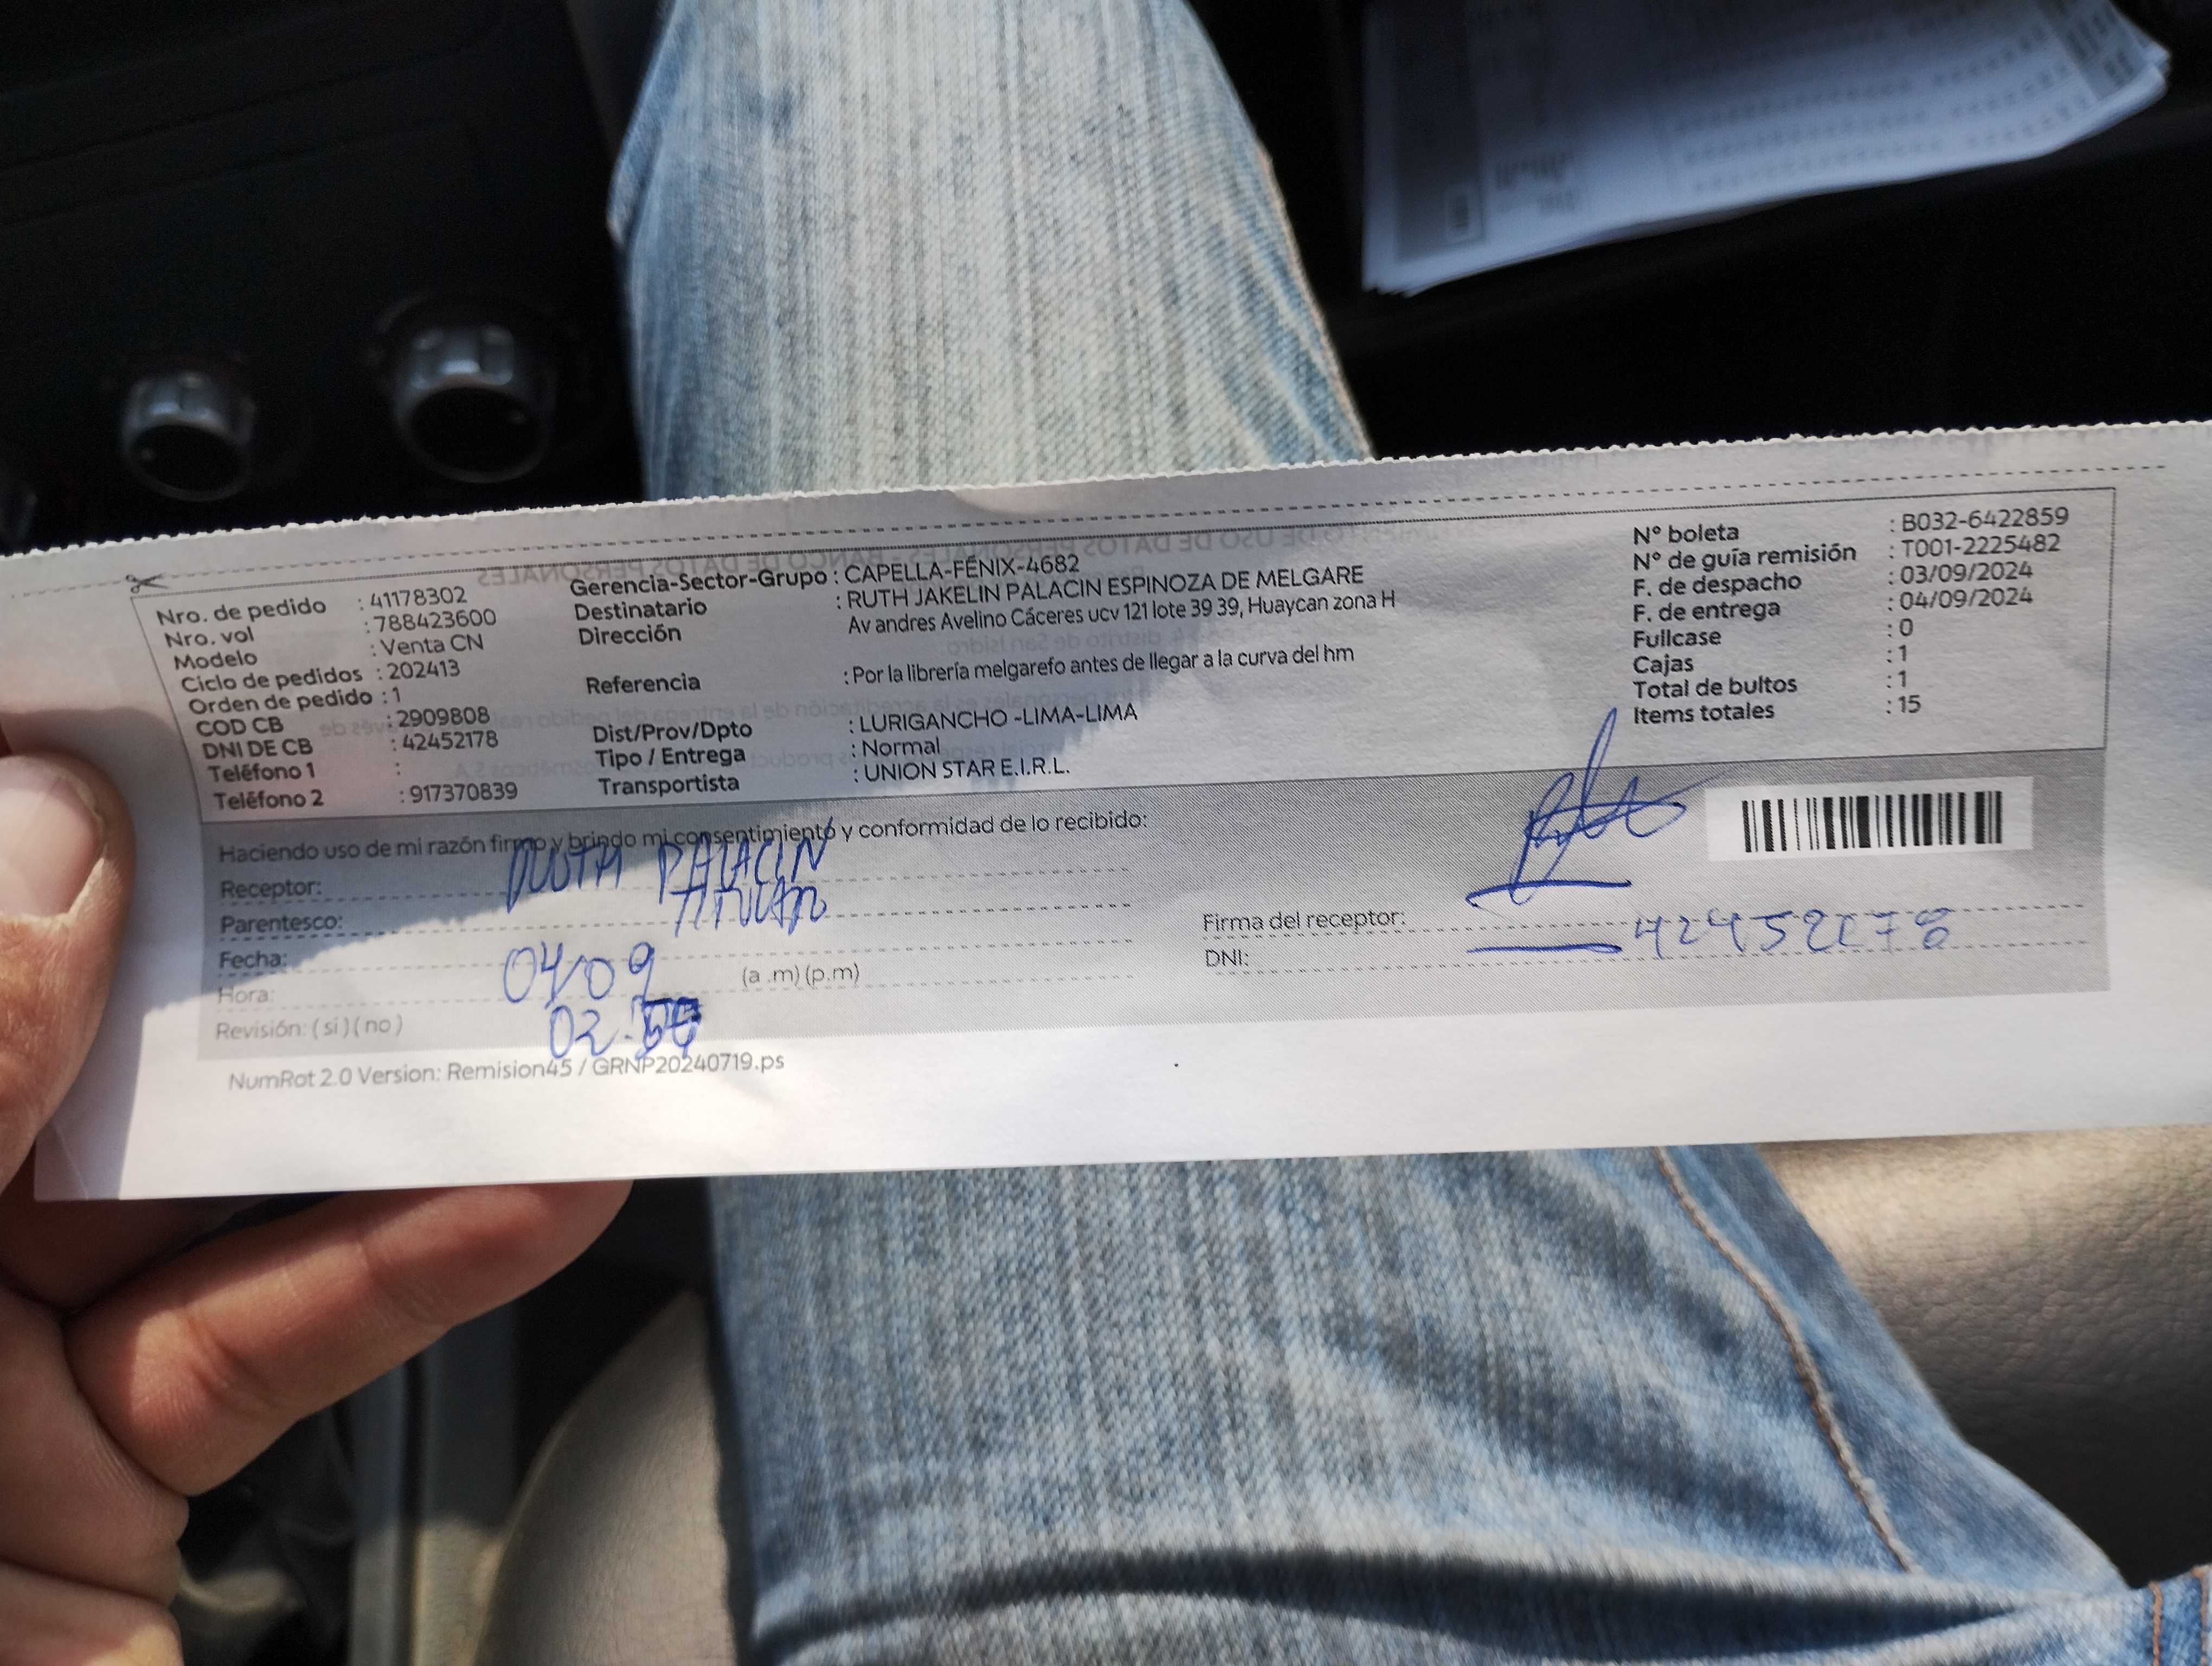 Nro. de pedido : 41178302
Nro. vol : 788423600
Modelo : Venta CN
Ciclo de pedidos : 202413
Orden de pedido : 1
COD CB : 2909808
DNI DE CB : 42452178
Teléfono 1 :
Teléfono 2 : 917370839
Gerencia-Sector-Grupo : CAPELLA-FÉNIX-4682
Destinatario : RUTH JAKELIN PALACIN ESPINOZA DE MELGARE
Dirección Av andres Avelino Cáceres ucv 121 lote 39 39, Huaycan zona H
Referencia : Por la librería melgarefo antes de llegar a la curva del hm
Dist/Prov/Dpto : LURIGANCHO -LIMA-LIMA
Tipo / Entrega : Normal
Transportista : UNION STAR E.I.R.L.
N° boleta : B032-6422859
N° de guía remisión : T001-2225482
F. de despacho : 03/09/2024
F. de entrega : 04/09/2024
Fullcase : 0
Cajas : 1
Total de bultos : 1
Items totales : 15
Haciendo uso de mi razón firmo y brindo mi consentimiento y conformidad de lo recibido:
Receptor: RUTH PALACIN
Parentesco: TITULAR
Fecha: 04/09
Hora: 02. (a .m) (p.m)
Revisión: ( si ) ( no )
Firma del receptor:
DNI: 42452178
NumRot 2.0 Version: Remision45 / GRNP20240719.ps